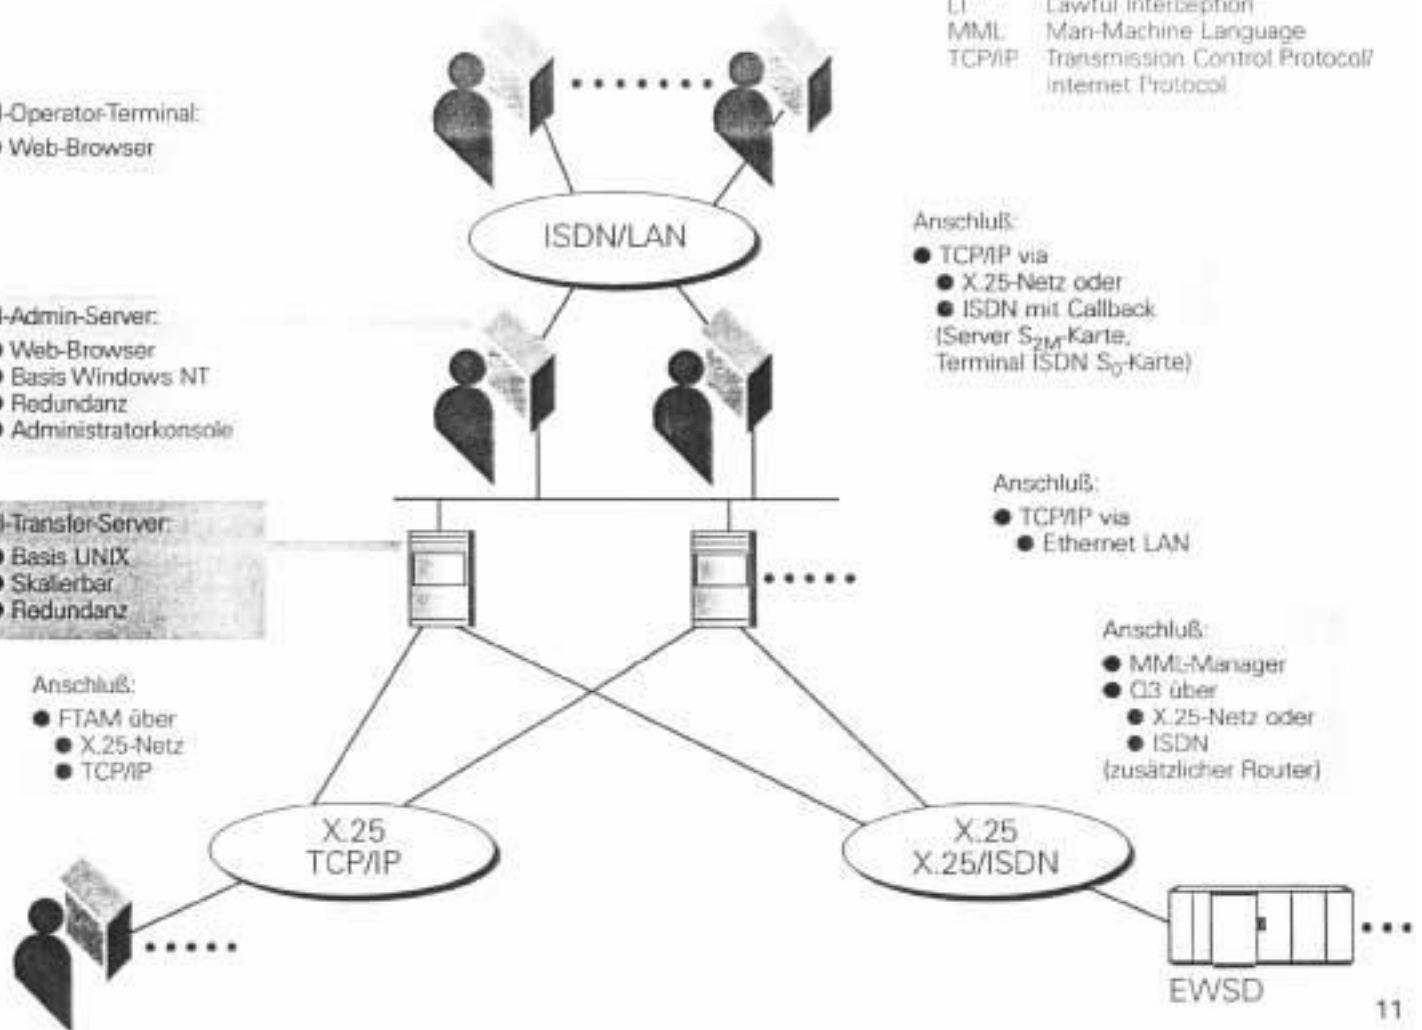 LI Lawful Interception
MML Man-Machine Language
TCP/IP Transmission Control Protocol/
Internet Protocol
-Operator-Terminal:
● Web-Browser
ISDN/LAN
Anschluß:
● TCP/IP via
● X.25-Netz oder
● ISDN mit Callback
(Server S2M-Karte,
Terminal ISDN S0-Karte)
-Admin-Server:
● Web-Browser
● Basis Windows NT
● Redundanz
● Administratorkonsole
Anschluß:
● TCP/IP via
● Ethernet LAN
-Transfer-Server:
● Basis UNIX
● Skalierbar
● Redundanz
Anschluß:
● MML-Manager
● Q3 über
● X.25-Netz oder
● ISDN
(zusätzlicher Router)
Anschluß:
● FTAM über
● X.25-Netz
● TCP/IP
X.25
TCP/IP
X.25
X.25/ISDN
EWSD
11